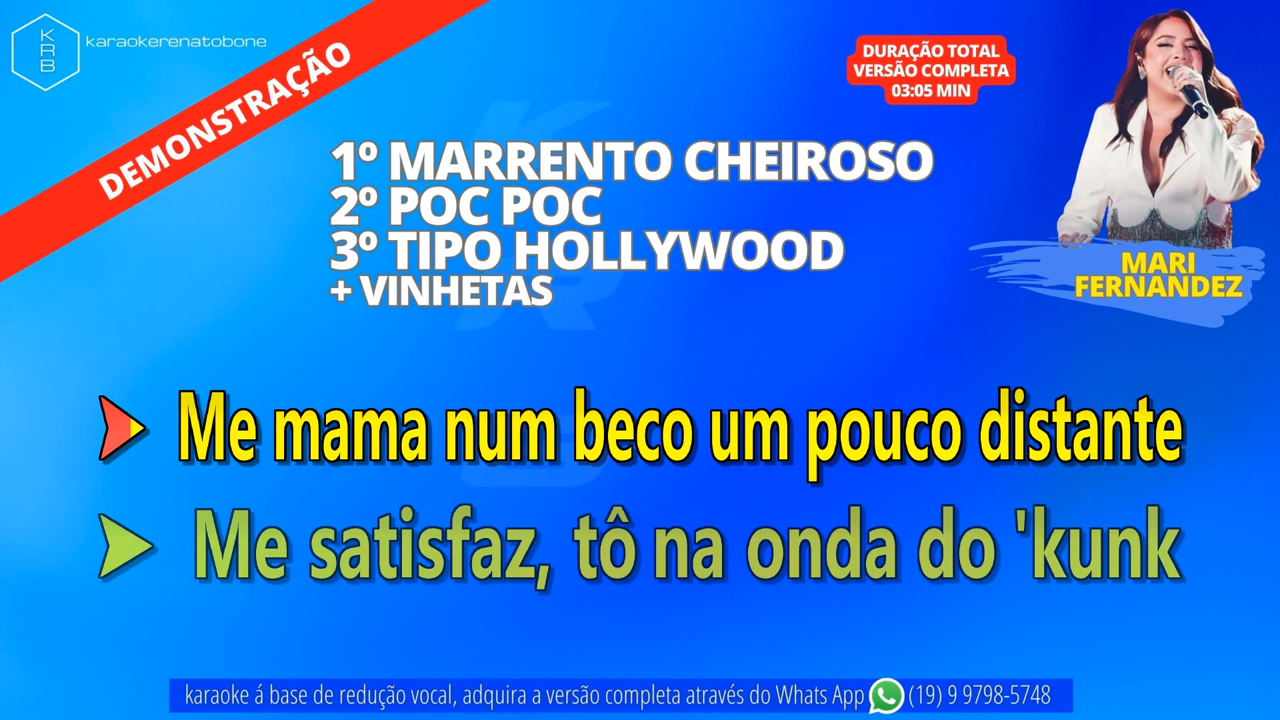 KRB
karaokerenatobone
DEMONSTRAÇÃO
DURAÇÃO TOTAL
VERSÃO COMPLETA
03:05 MIN
1º MARRENTO CHEIROSO
2º POC POC
3º TIPO HOLLYWOOD
+ VINHETAS
MARI
FERNANDEZ
Me mama num beco um pouco distante
Me satisfaz, tô na onda do 'kunk
karaoke á base de redução vocal, adquira a versão completa através do Whats App (19) 9 9798-5748